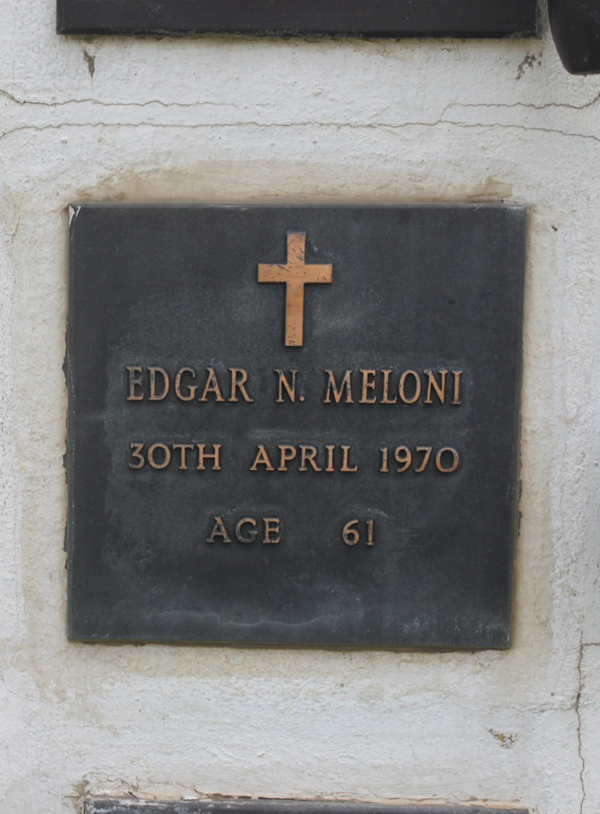 EDGAR N. MELONI
30TH APRIL 1970
AGE 61